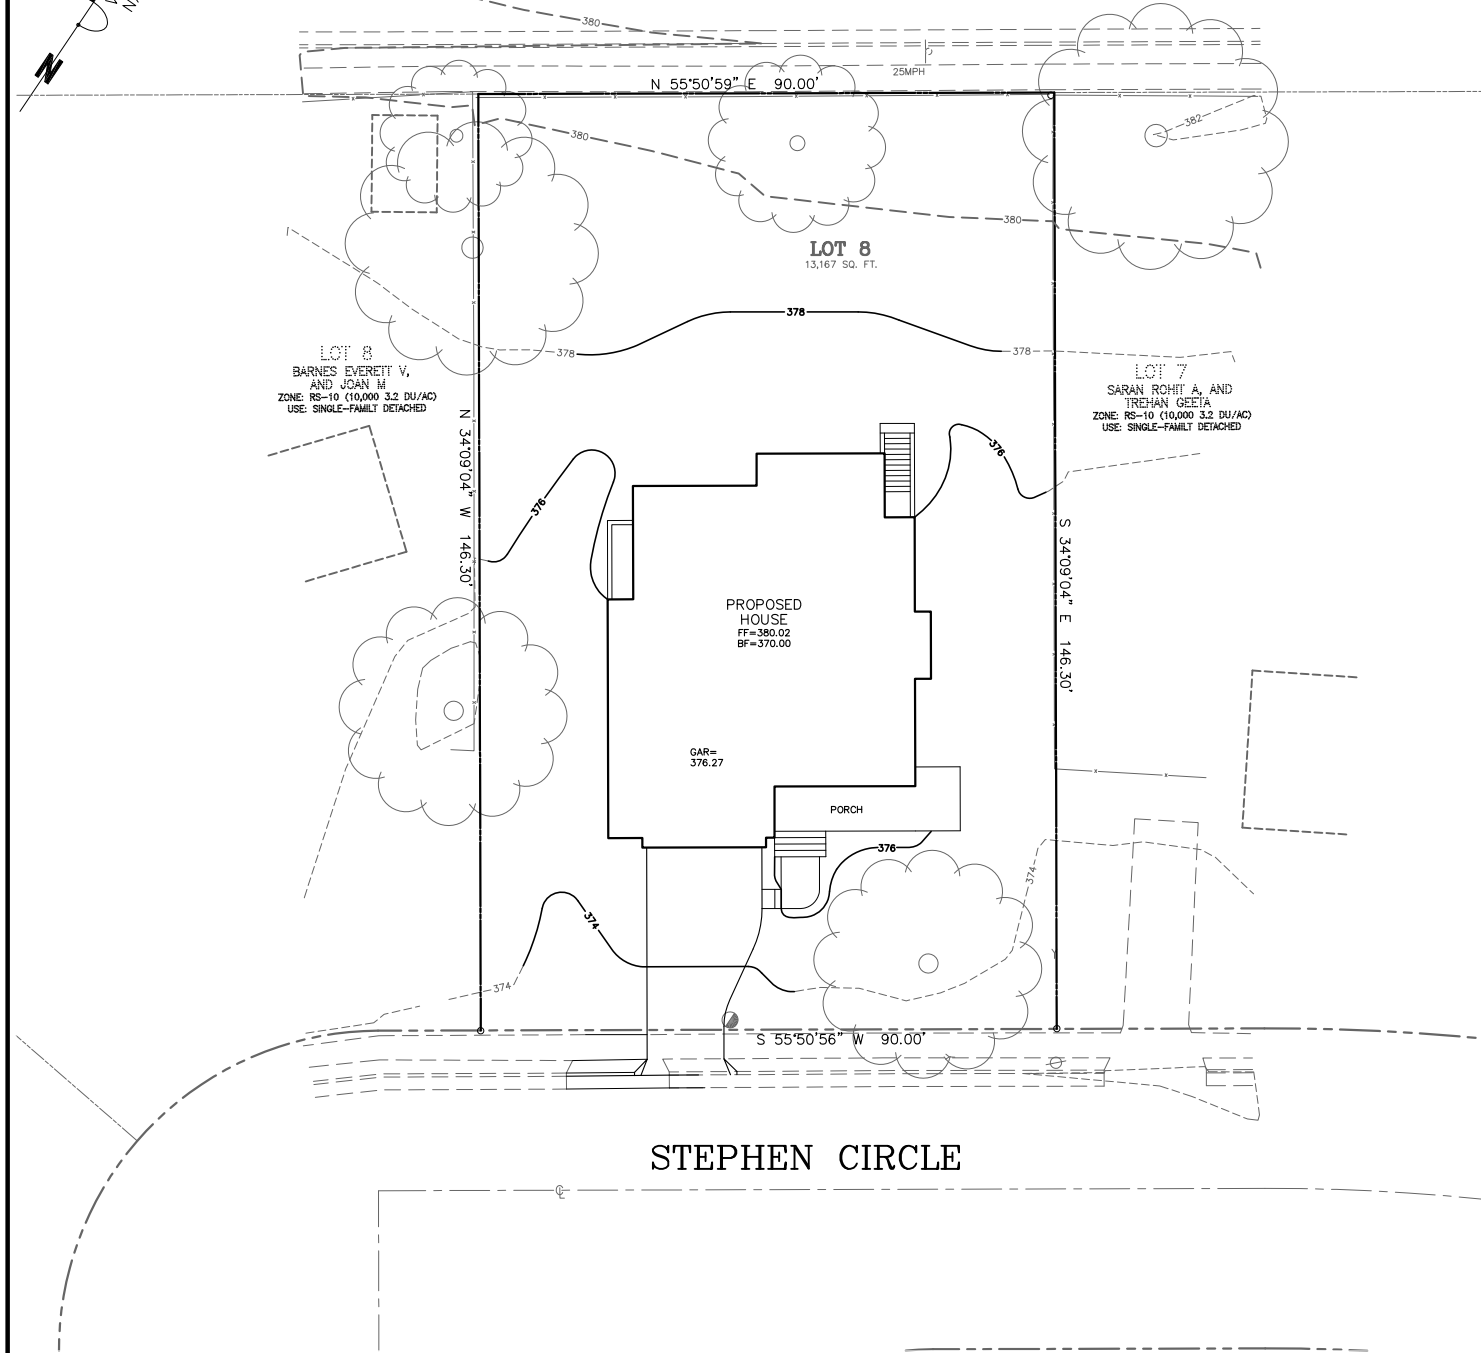 N
380
25MPH
N 55°50'59" E 90.00'
382
380
380
LOT 8
13,167 SQ. FT.
378
378
378
LOT 8
BARNES EVERETT V,
AND JOAN M
ZONE: RS-10 (10,000 3.2 DU/AC)
USE: SINGLE-FAMILT DETACHED
LOT 7
SARAN ROHIT A, AND
TREHAN GEETA
ZONE: RS-10 (10,000 3.2 DU/AC)
USE: SINGLE-FAMILT DETACHED
N 34°09'04" W 146.30'
376
376
S 34°09'04" E 146.30'
PROPOSED
HOUSE
FF=380.02
BF=370.00
GAR=
376.27
PORCH
376
374
374
374
S 55°50'56" W 90.00'
STEPHEN CIRCLE